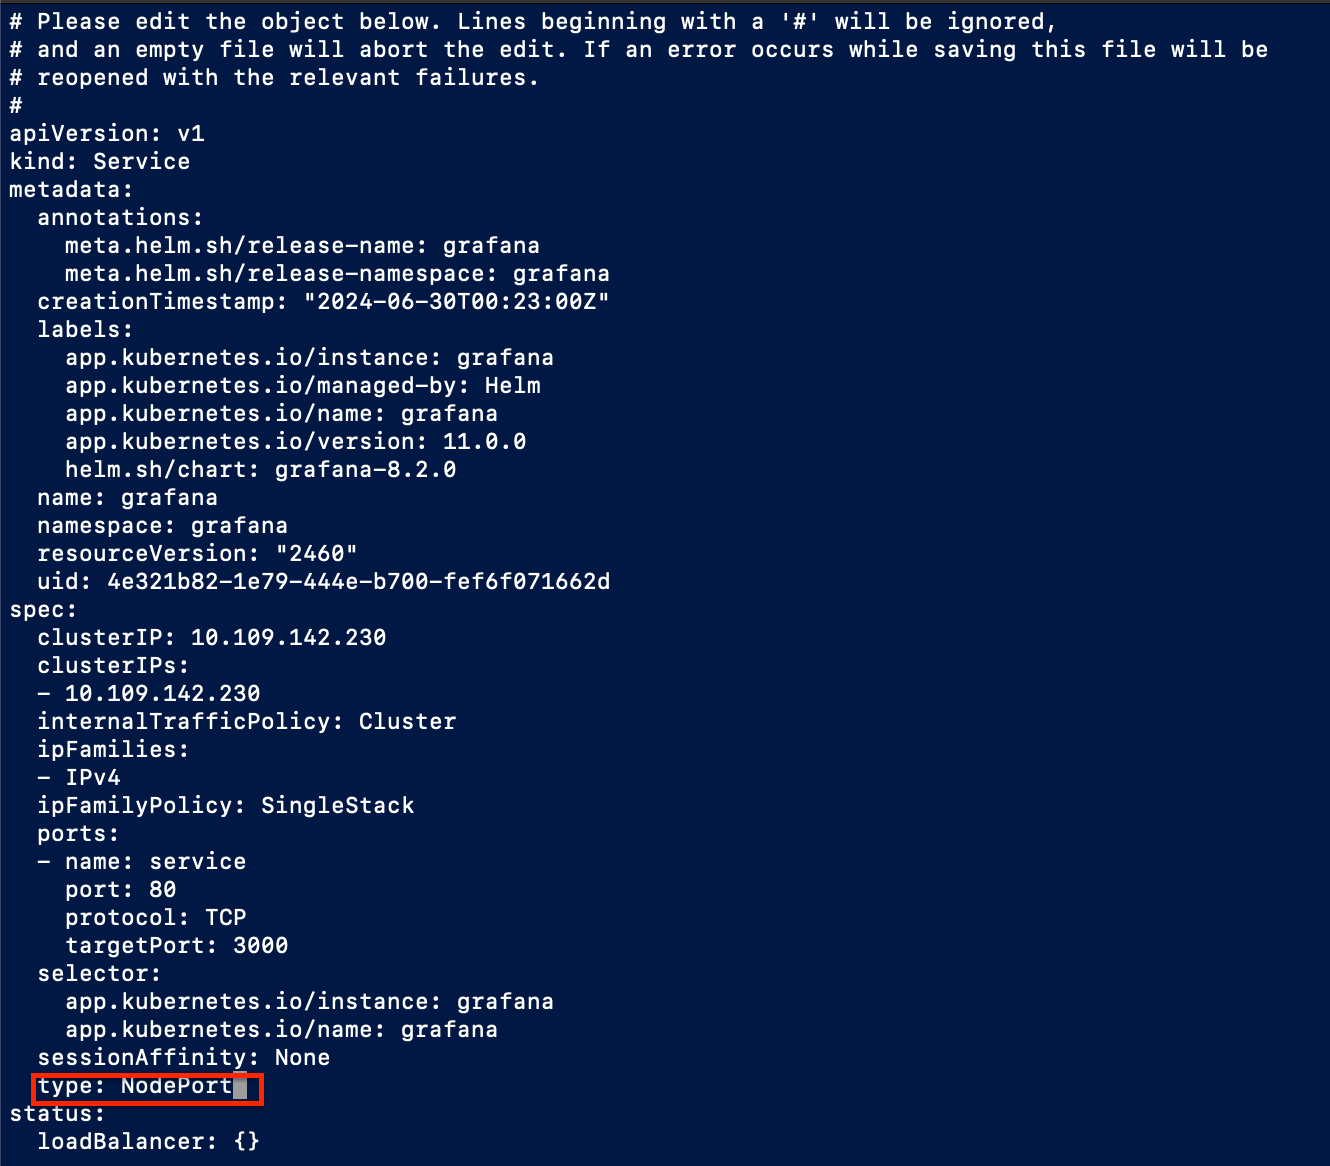 # Please edit the object below. Lines beginning with a '#' will be ignored,
# and an empty file will abort the edit. If an error occurs while saving this file will be
# reopened with the relevant failures.
#
apiVersion: v1
kind: Service
metadata:
  annotations:
    meta.helm.sh/release-name: grafana
    meta.helm.sh/release-namespace: grafana
  creationTimestamp: "2024-06-30T00:23:00Z"
  labels:
    app.kubernetes.io/instance: grafana
    app.kubernetes.io/managed-by: Helm
    app.kubernetes.io/name: grafana
    app.kubernetes.io/version: 11.0.0
    helm.sh/chart: grafana-8.2.0
  name: grafana
  namespace: grafana
  resourceVersion: "2460"
  uid: 4e321b82-1e79-444e-b700-fef6f071662d
spec:
  clusterIP: 10.109.142.230
  clusterIPs:
  - 10.109.142.230
  internalTrafficPolicy: Cluster
  ipFamilies:
  - IPv4
  ipFamilyPolicy: SingleStack
  ports:
  - name: service
    port: 80
    protocol: TCP
    targetPort: 3000
  selector:
    app.kubernetes.io/instance: grafana
    app.kubernetes.io/name: grafana
  sessionAffinity: None
  type: NodePort
status:
  loadBalancer: {}